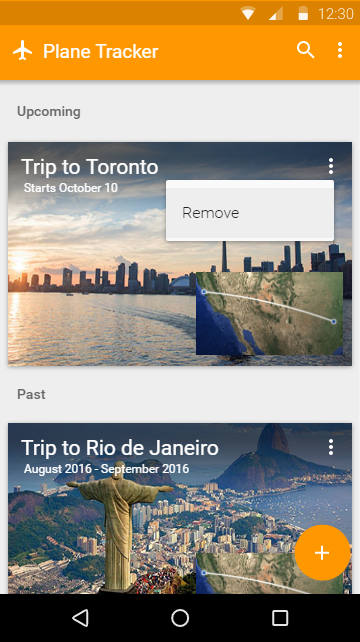 12:30
Plane Tracker
Upcoming
Trip to Toronto
Starts October 10
Remove
Past
Trip to Rio de Janeiro
August 2016 - September 2016